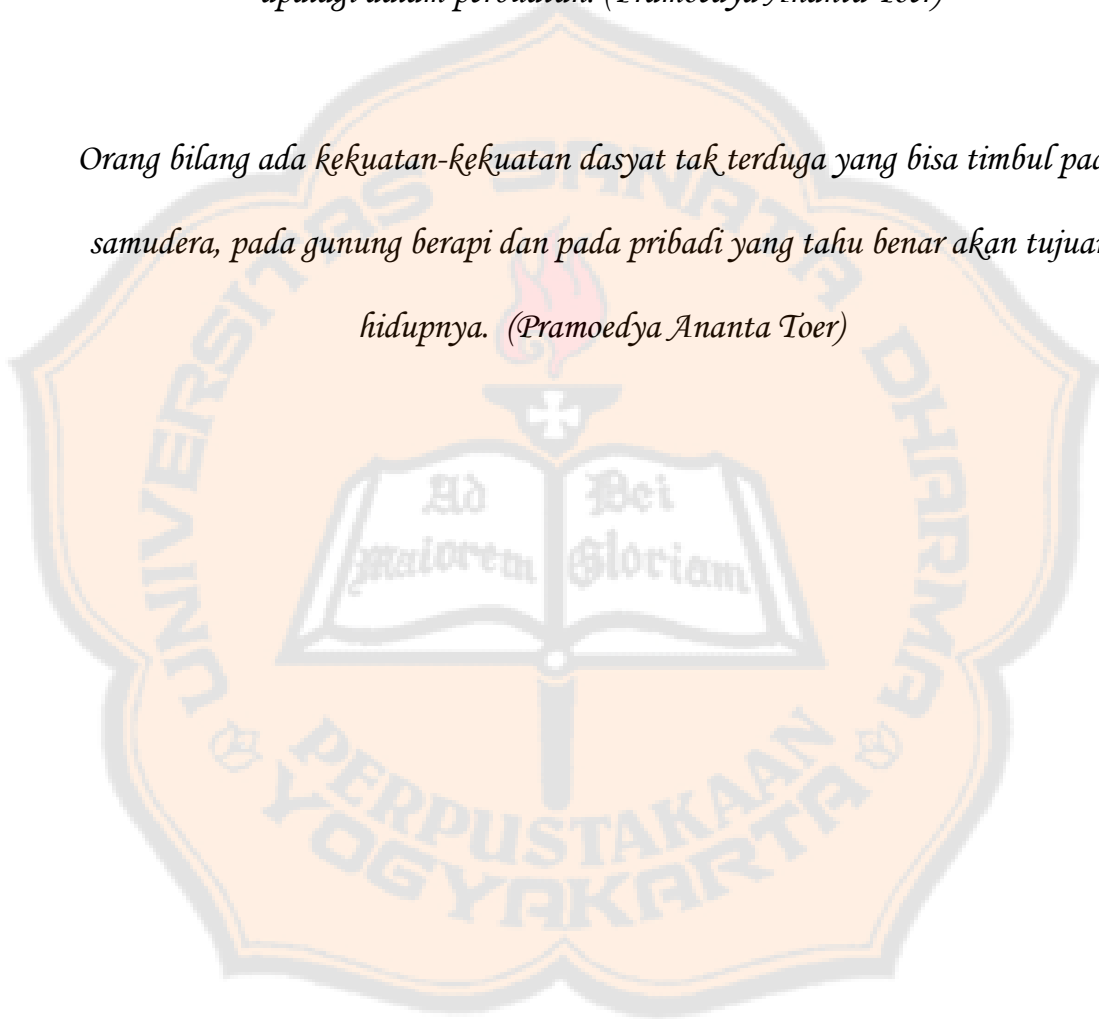 apalagi dalam perbuatan. (Pramoedya Ananta Toer)
Orang bilang ada kekuatan-kekuatan dasyat tak terduga yang bisa timbul pad
samudera, pada gunung berapi dan pada pribadi yang tahu benar akan tujuan
hidupnya. (Pramoedya Ananta Toer)
UNIVERSITAS SANATA DHARMA
Ad Dei
maiorem Gloriam
PERPUSTAKAAN
YOGYAKARTA